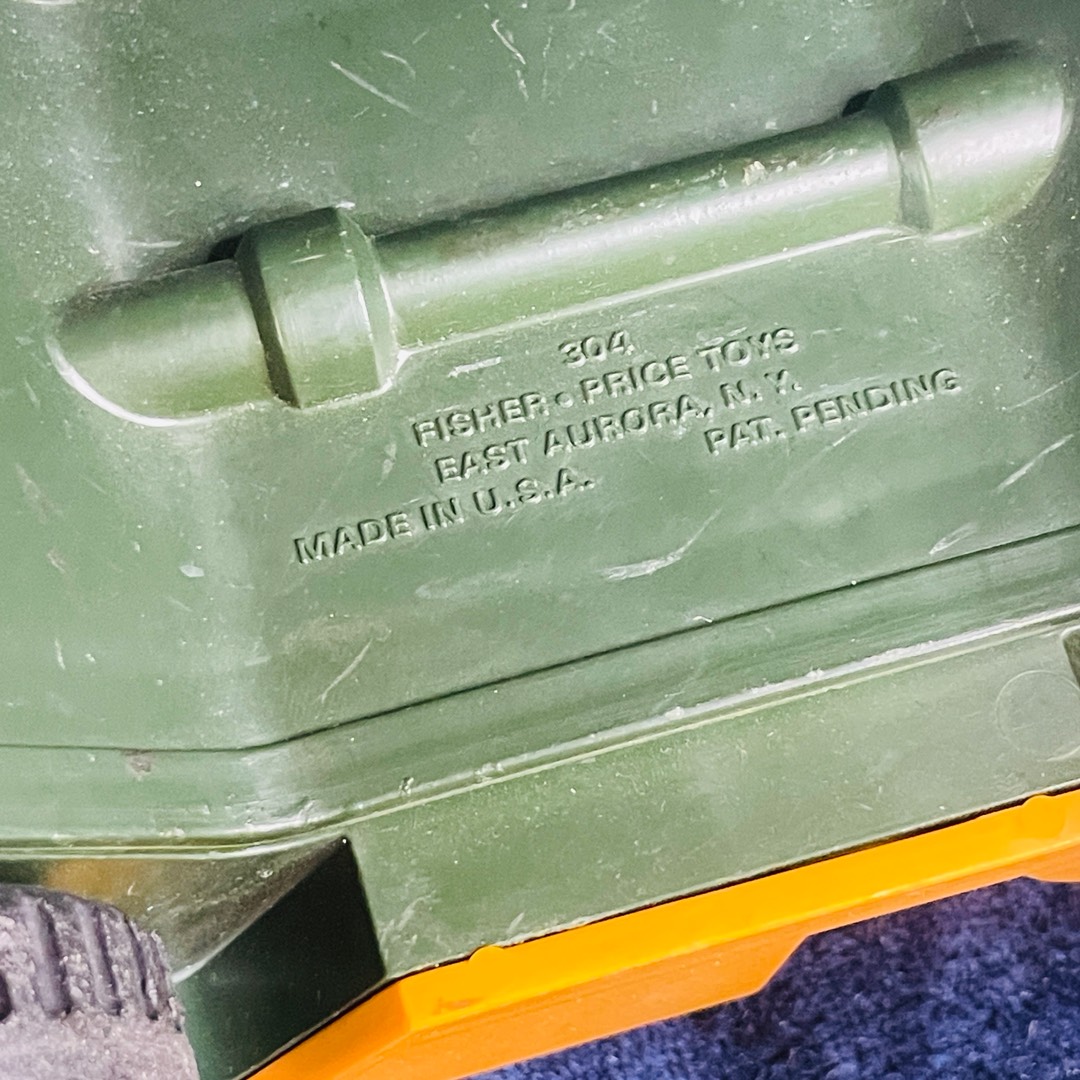 304
FISHER • PRICE TOYS
EAST AURORA, N. Y.
MADE IN U.S.A. PAT. PENDING